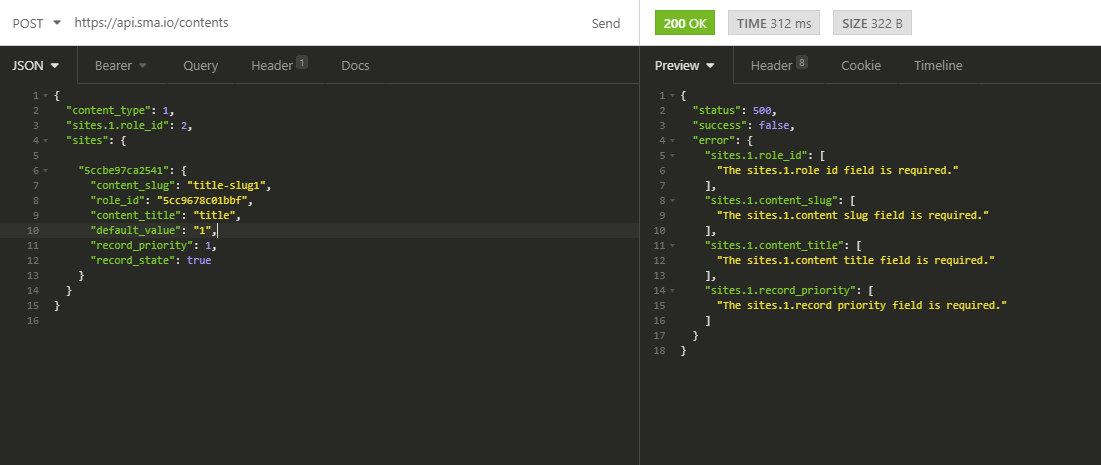 POST https://api.sma.io/contents Send 200 OK TIME 312 ms SIZE 322 B
JSON Bearer Query Header 1 Docs
1 {
2 "content_type": 1,
3 "sites.1.role_id": 2,
4 "sites": {
5
6 "5ccbe97ca2541": {
7 "content_slug": "title-slug1",
8 "role_id": "5cc9678c01bbf",
9 "content_title": "title",
10 "default_value": "1",
11 "record_priority": 1,
12 "record_state": true
13 }
14 }
15 }
16
Preview Header 8 Cookie Timeline
1 {
2 "status": 500,
3 "success": false,
4 "error": {
5 "sites.1.role_id": [
6 "The sites.1.role id field is required."
7 ],
8 "sites.1.content_slug": [
9 "The sites.1.content slug field is required."
10 ],
11 "sites.1.content_title": [
12 "The sites.1.content title field is required."
13 ],
14 "sites.1.record_priority": [
15 "The sites.1.record priority field is required."
16 ]
17 }
18 }